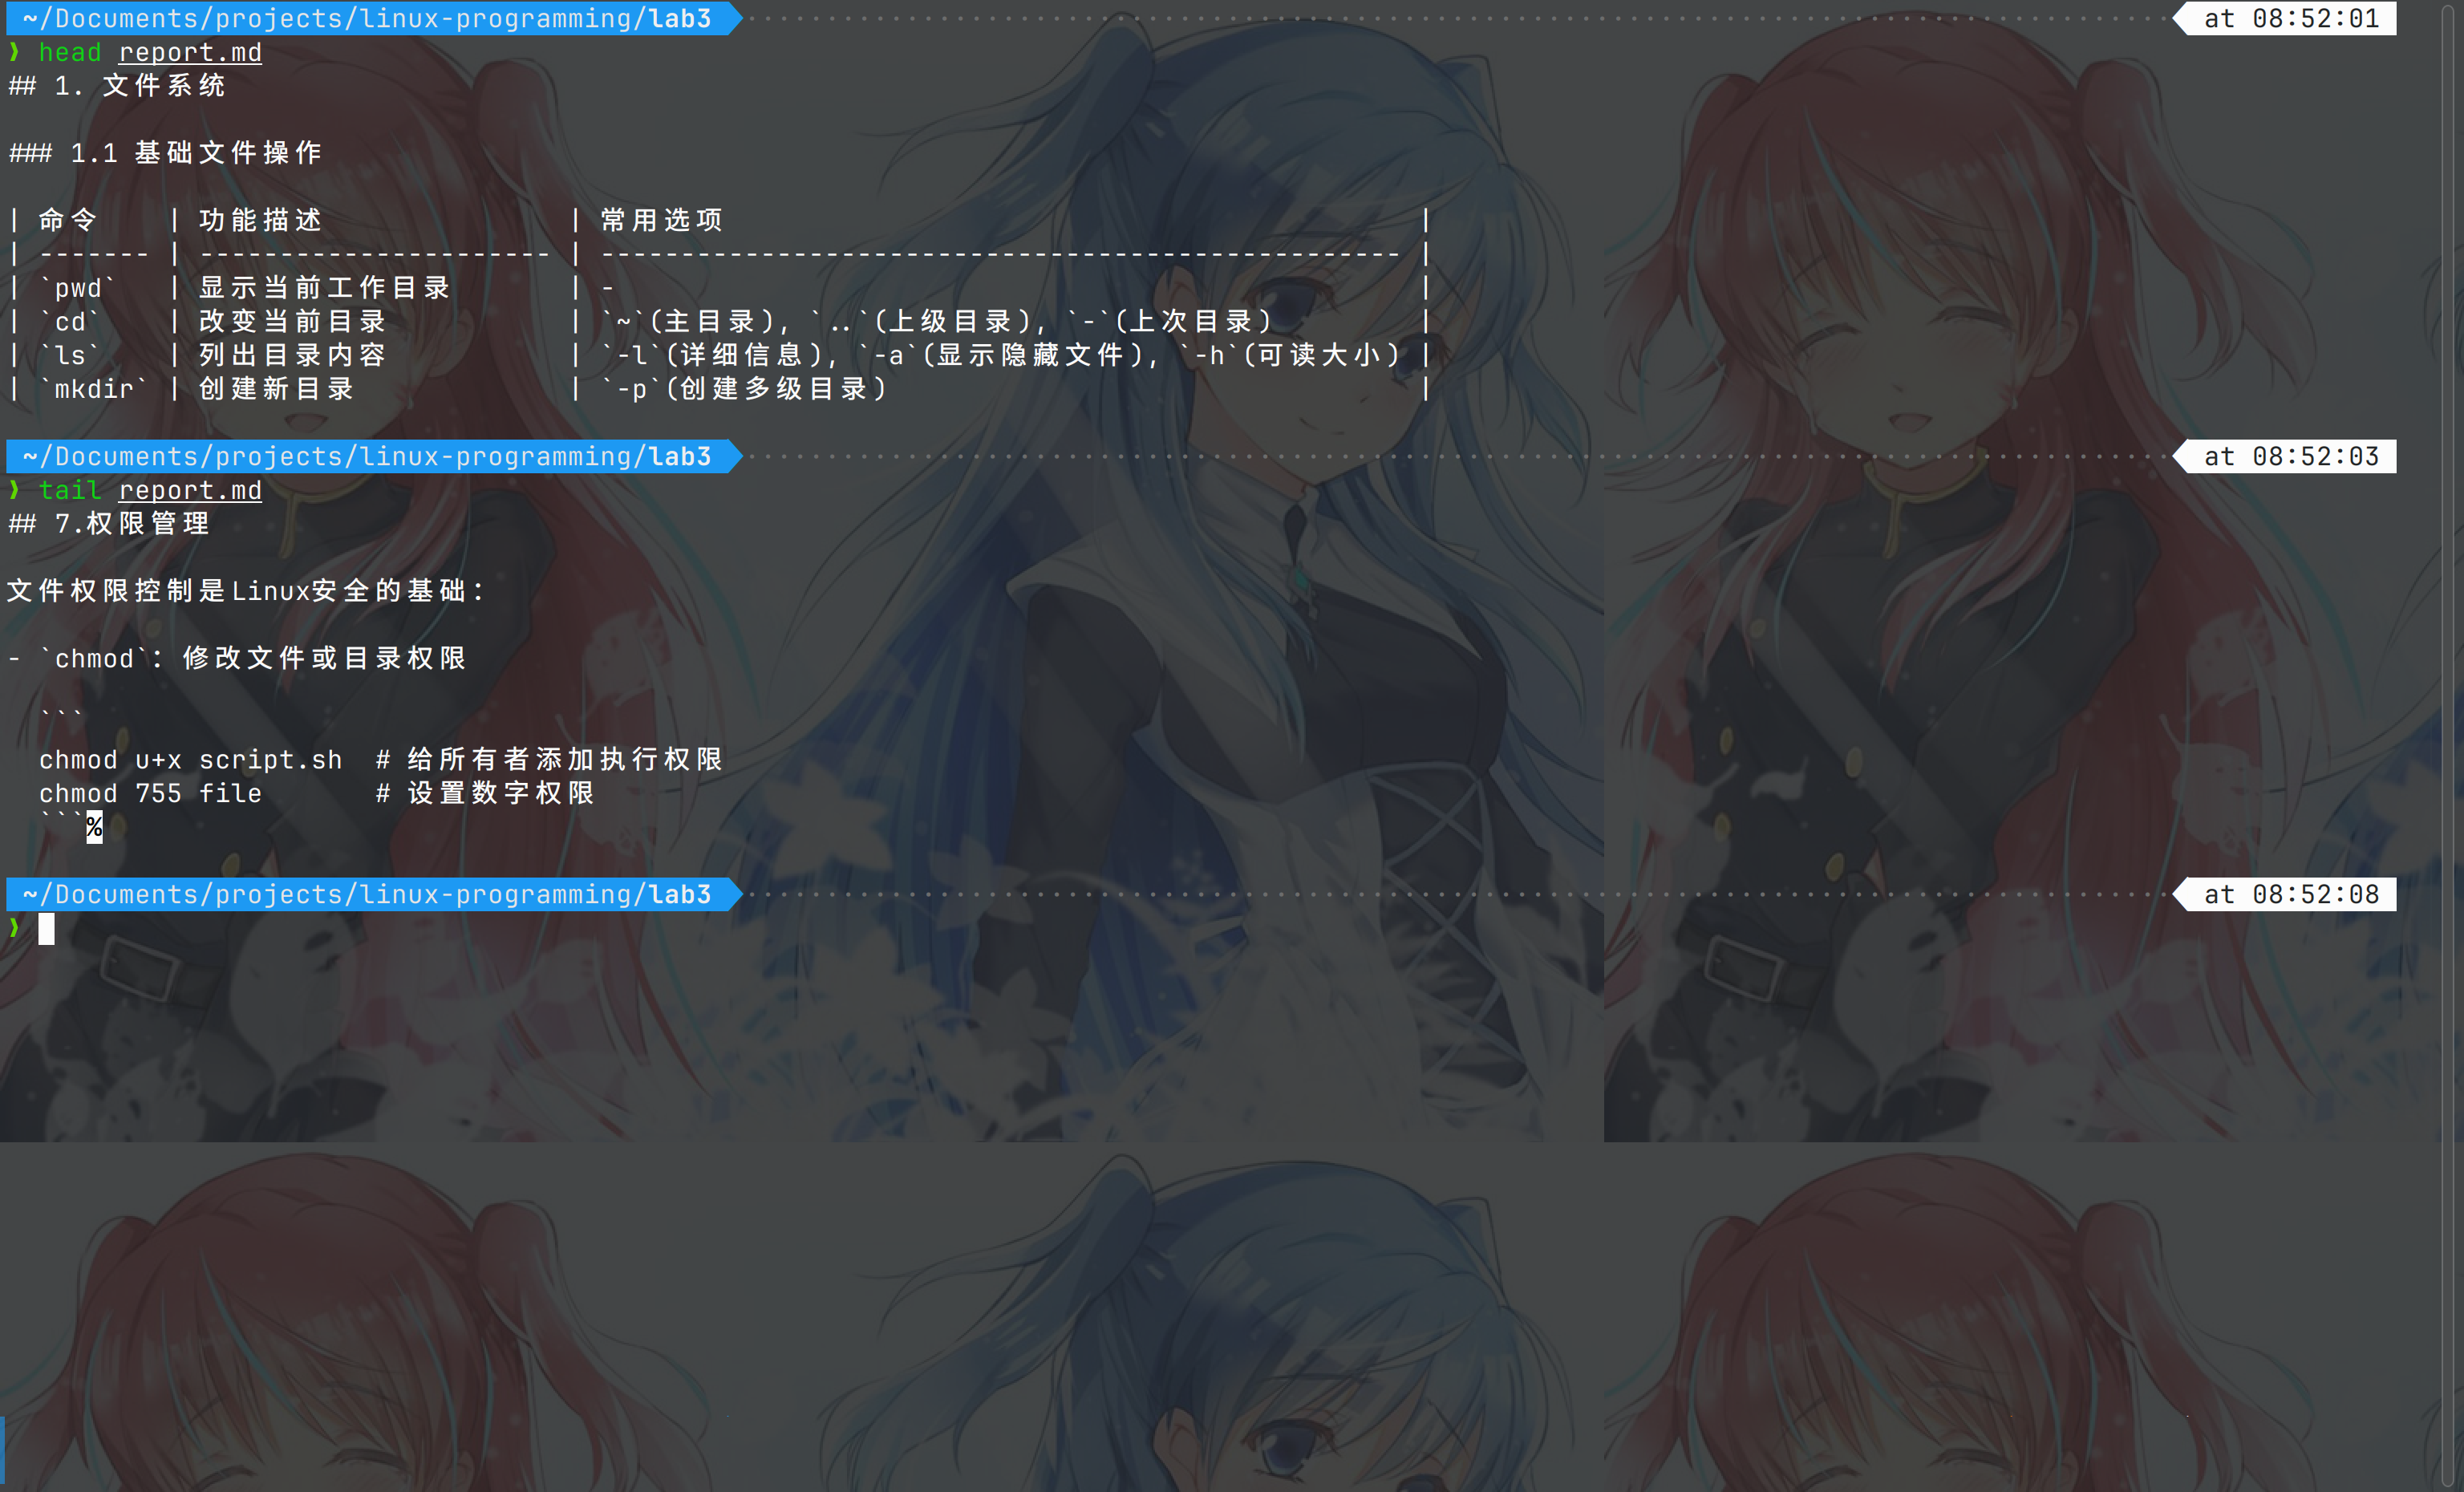 ~/Documents/projects/linux-programming/lab3 at 08:52:01
❯ head report.md
## 1. 文件系统
### 1.1 基础文件操作
| 命令    | 功能描述               | 常用选项                                           |
| ------- | ---------------------- | -------------------------------------------------- |
| `pwd`   | 显示当前工作目录       | -                                                  |
| `cd`    | 改变当前目录           | `~`(主目录), `..`(上级目录), `-`(上次目录)         |
| `ls`    | 列出目录内容           | `-l`(详细信息), `-a`(显示隐藏文件), `-h`(可读大小) |
| `mkdir` | 创建新目录             | `-p`(创建多级目录)                                 |
~/Documents/projects/linux-programming/lab3 at 08:52:03
❯ tail report.md
## 7.权限管理
文件权限控制是Linux安全的基础：
- `chmod`: 修改文件或目录权限
  ```
  chmod u+x script.sh  # 给所有者添加执行权限
  chmod 755 file       # 设置数字权限
  ```%
~/Documents/projects/linux-programming/lab3 at 08:52:08
❯